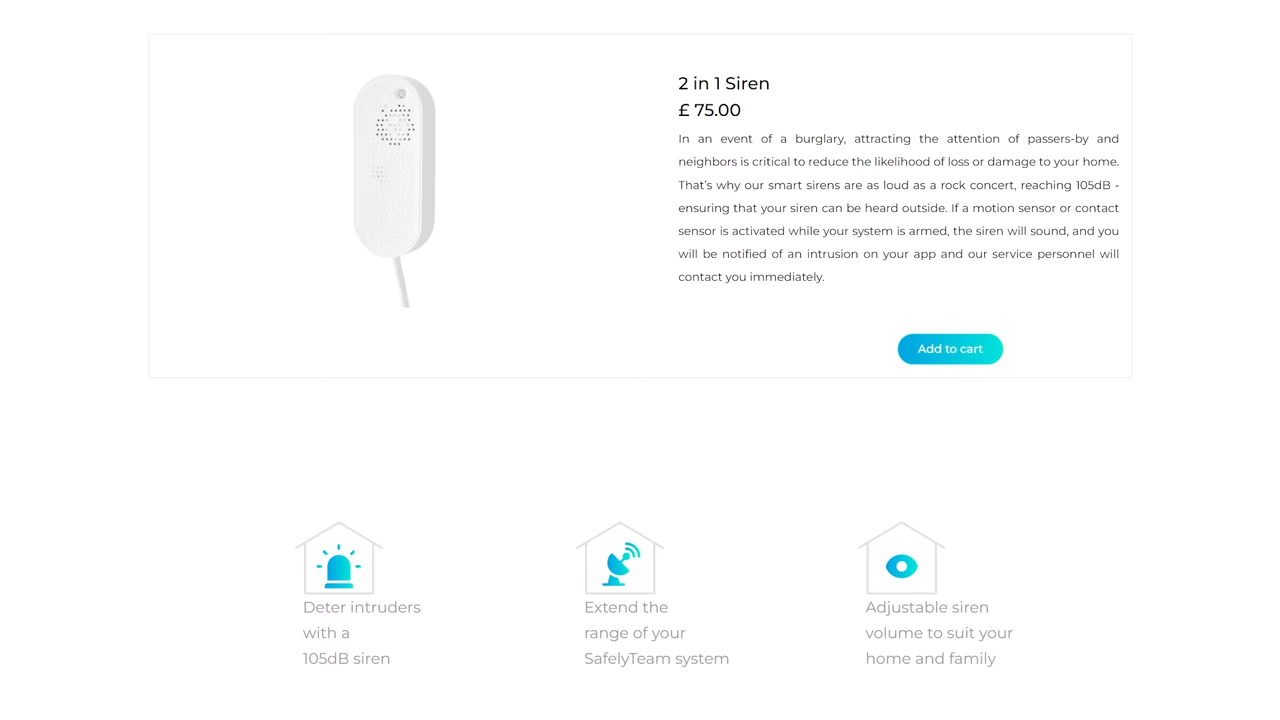 2 in 1 Siren
£ 75.00
In an event of a burglary, attracting the attention of passers-by and
neighbors is critical to reduce the likelihood of loss or damage to your home.
That's why our smart sirens are as loud as a rock concert, reaching 105dB -
ensuring that your siren can be heard outside. If a motion sensor or contact
sensor is activated while your system is armed, the siren will sound, and you
will be notified of an intrusion on your app and our service personnel will
contact you immediately.
Add to cart
Deter intruders
with a
105dB siren
Extend the
range of your
SafelyTeam system
Adjustable siren
volume to suit your
home and family